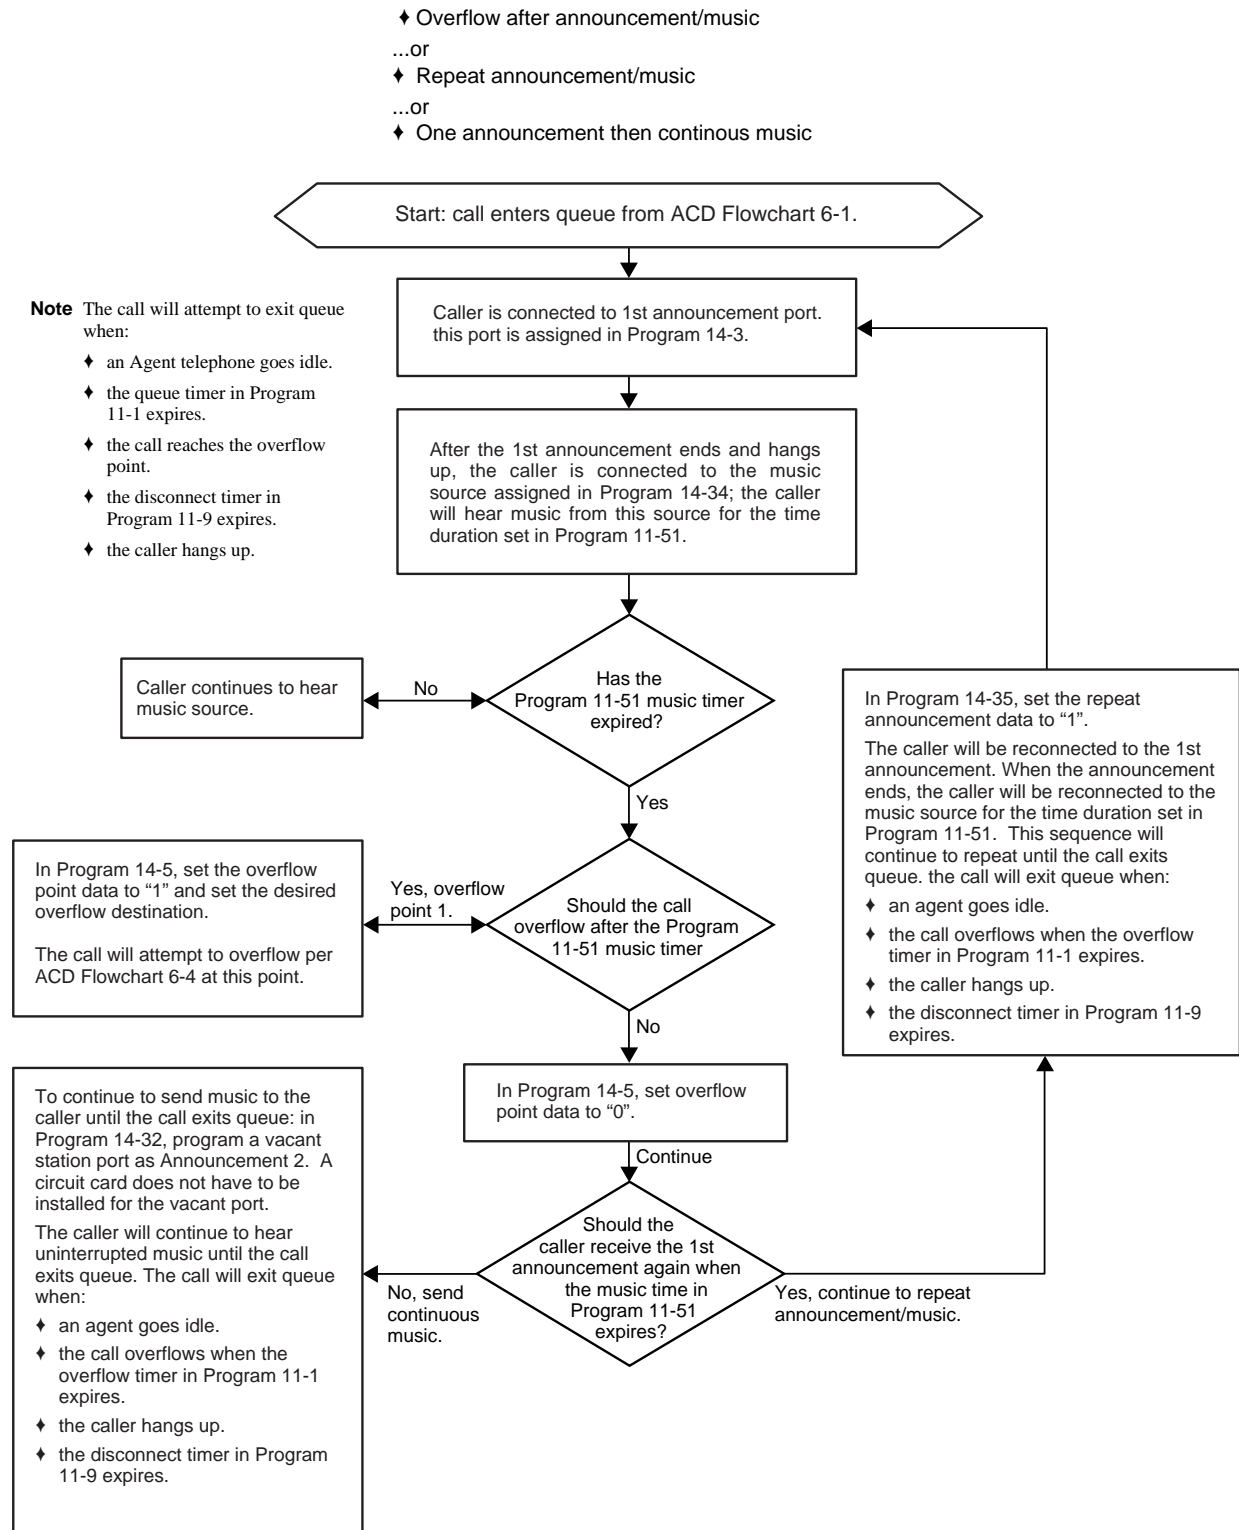 ♦ Overflow after announcement/music
...or
♦ Repeat announcement/music
...or
♦ One announcement then continous music
Start: call enters queue from ACD Flowchart 6-1.
Note The call will attempt to exit queue
when:
♦ an Agent telephone goes idle.
♦ the queue timer in Program
11-1 expires.
♦ the call reaches the overflow
point.
♦ the disconnect timer in
Program 11-9 expires.
♦ the caller hangs up.
Caller is connected to 1st announcement port.
this port is assigned in Program 14-3.
After the 1st announcement ends and hangs
up, the caller is connected to the music
source assigned in Program 14-34; the caller
will hear music from this source for the time
duration set in Program 11-51.
Has the
Program 11-51 music timer
expired?
No
Caller continues to hear
music source.
Yes
Should the call
overflow after the Program
11-51 music timer
Yes, overflow
point 1.
In Program 14-5, set the overflow
point data to “1” and set the desired
overflow destination.
The call will attempt to overflow per
ACD Flowchart 6-4 at this point.
No
In Program 14-5, set overflow
point data to “0”.
Continue
Should the
caller receive the 1st
announcement again when
the music time in
Program 11-51
expires?
No, send
continuous
music.
To continue to send music to the
caller until the call exits queue: in
Program 14-32, program a vacant
station port as Announcement 2. A
circuit card does not have to be
installed for the vacant port.
The caller will continue to hear
uninterrupted music until the call
exits queue. The call will exit queue
when:
♦ an agent goes idle.
♦ the call overflows when the
overflow timer in Program 11-1
expires.
♦ the caller hangs up.
♦ the disconnect timer in Program
11-9 expires.
Yes, continue to repeat
announcement/music.
In Program 14-35, set the repeat
announcement data to “1”.
The caller will be reconnected to the 1st
announcement. When the announcement
ends, the caller will be reconnected to the
music source for the time duration set in
Program 11-51. This sequence will
continue to repeat until the call exits
queue. the call will exit queue when:
♦ an agent goes idle.
♦ the call overflows when the overflow
timer in Program 11-1 expires.
♦ the caller hangs up.
♦ the disconnect timer in Program 11-9
expires.